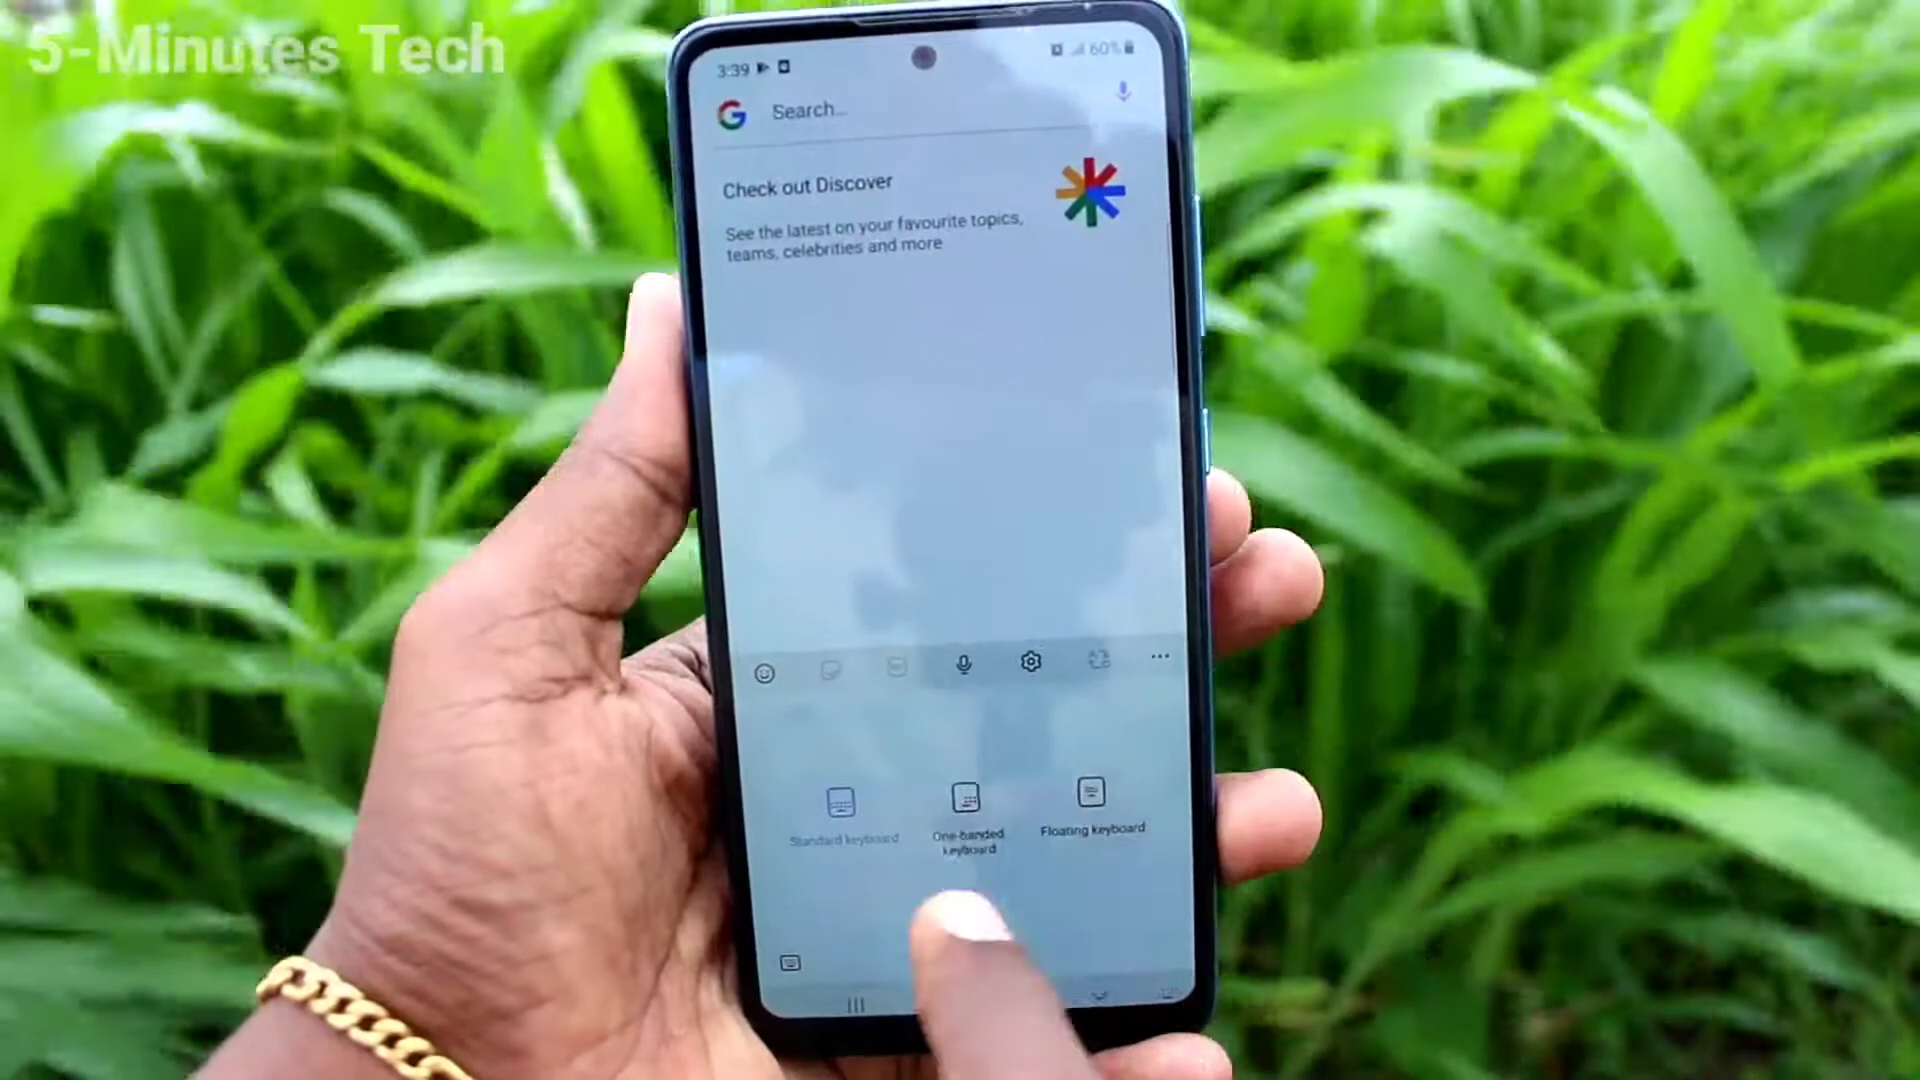 5-Minutes Tech
3:39
60%
Search...
Check out Discover
See the latest on your favourite topics,
teams, celebrities and more
Standard keyboard
One-handed
keyboard
Floating keyboard